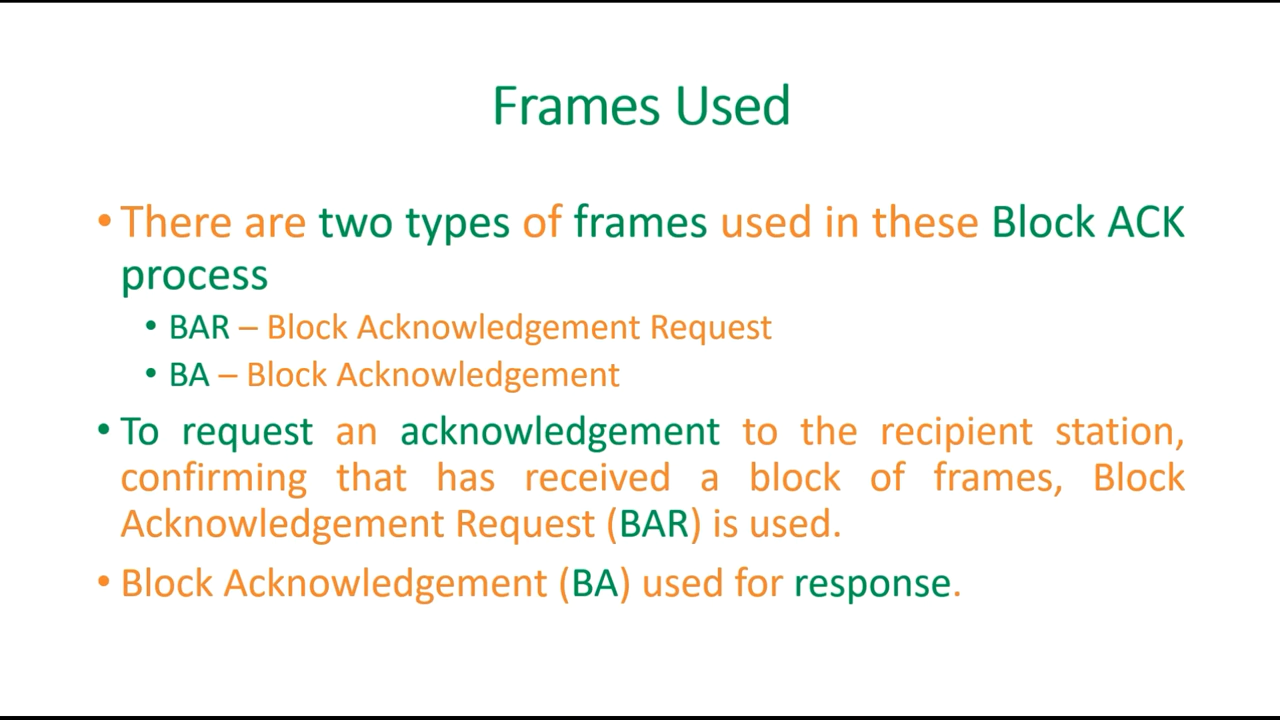 Frames Used
• There are two types of frames used in these Block ACK
process
• BAR – Block Acknowledgement Request
• BA – Block Acknowledgement
• To request an acknowledgement to the recipient station,
confirming that has received a block of frames, Block
Acknowledgement Request (BAR) is used.
• Block Acknowledgement (BA) used for response.